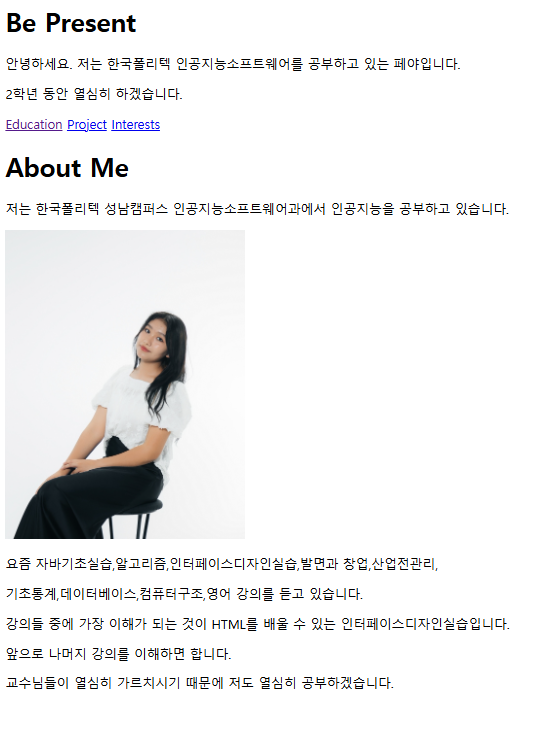 Be Present
안녕하세요. 저는 한국폴리텍 인공지능소프트웨어를 공부하고 있는 페야입니다.
2학년 동안 열심히 하겠습니다.
Education Project Interests
About Me
저는 한국폴리텍 성남캠퍼스 인공지능소프트웨어과에서 인공지능을 공부하고 있습니다.
요즘 자바기초실습,알고리즘,인터페이스디자인실습,발면과 창업,산업전관리,
기초통계,데이터베이스,컴퓨터구조,영어 강의를 듣고 있습니다.
강의들 중에 가장 이해가 되는 것이 HTML를 배울 수 있는 인터페이스디자인실습입니다.
앞으로 나머지 강의를 이해하면 합니다.
교수님들이 열심히 가르치시기 때문에 저도 열심히 공부하겠습니다.